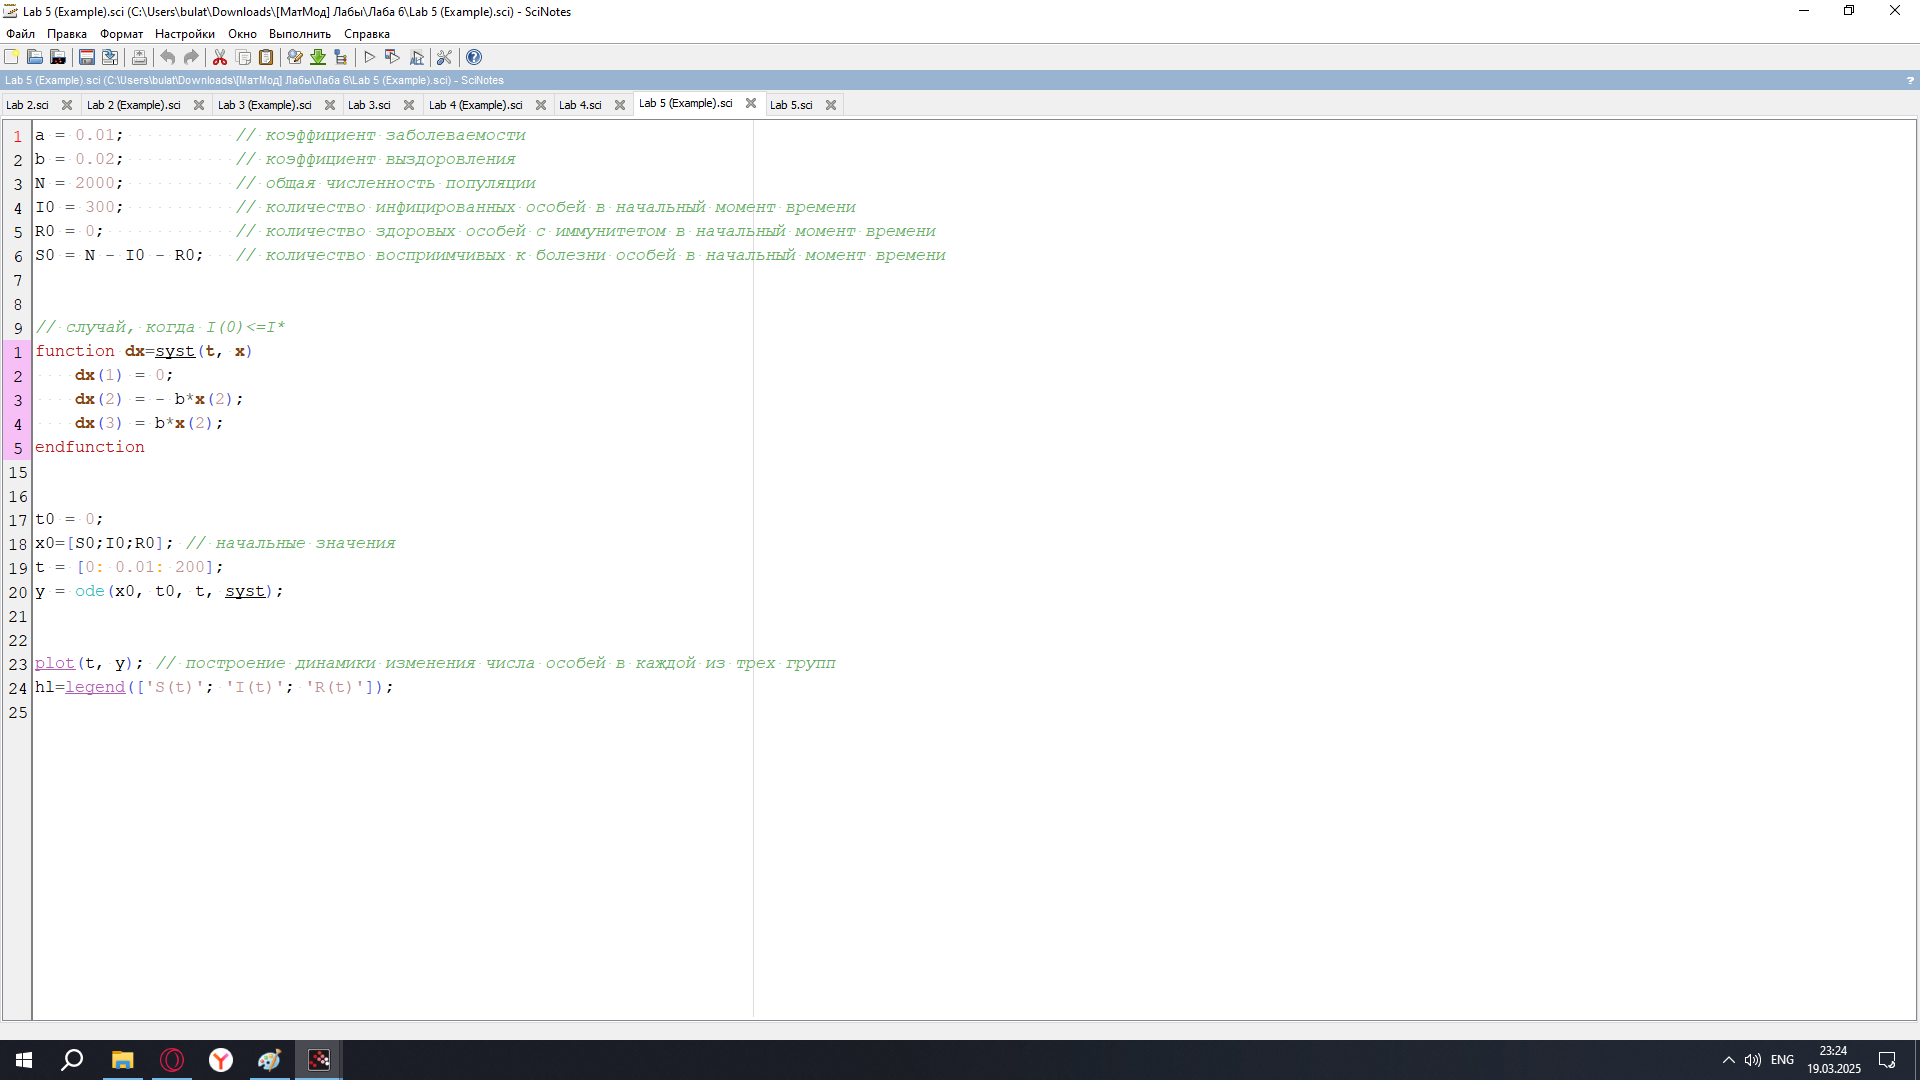 Lab 5 (Example).sci (C:\Users\bulat\Downloads\[МатМод] Лабы\Лаба 6\Lab 5 (Example).sci) - SciNotes
Файл Правка Формат Настройки Окно Выполнить Справка
Lab 5 (Example).sci (C:\Users\bulat\Downloads\[МатМод] Лабы\Лаба 6\Lab 5 (Example).sci) - SciNotes ?
Lab 2.sci Lab 2 (Example).sci Lab 3 (Example).sci Lab 3.sci Lab 4 (Example).sci Lab 4.sci Lab 5 (Example).sci Lab 5.sci
1 a = 0.01; // коэффициент заболеваемости
2 b = 0.02; // коэффициент выздоровления
3 N = 2000; // общая численность популяции
4 I0 = 300; // количество инфицированных особей в начальный момент времени
5 R0 = 0; // количество здоровых особей с иммунитетом в начальный момент времени
6 S0 = N - I0 - R0; // количество восприимчивых к болезни особей в начальный момент времени
7
8
9 // случай, когда I(0)<=I*
1 function dx=syst(t, x)
2 dx(1) = 0;
3 dx(2) = - b*x(2);
4 dx(3) = b*x(2);
5 endfunction
15
16
17 t0 = 0;
18 x0=[S0;I0;R0]; // начальные значения
19 t = [0: 0.01: 200];
20 y = ode(x0, t0, t, syst);
21
22
23 plot(t, y); // построение динамики изменения числа особей в каждой из трех групп
24 hl=legend(['S(t)'; 'I(t)'; 'R(t)']);
25
ENG
23:24
19.03.2025